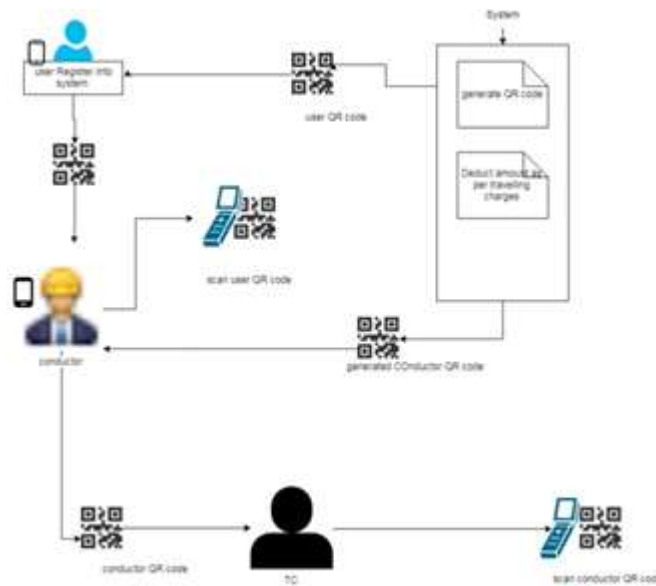 System
user Register into
system
generate QR code
user QR code
Deduct amount as
per travelling
charges
scan user QR code
conductor
generated COnductor QR code
conductor QR code
TC
scan conductor QR cod